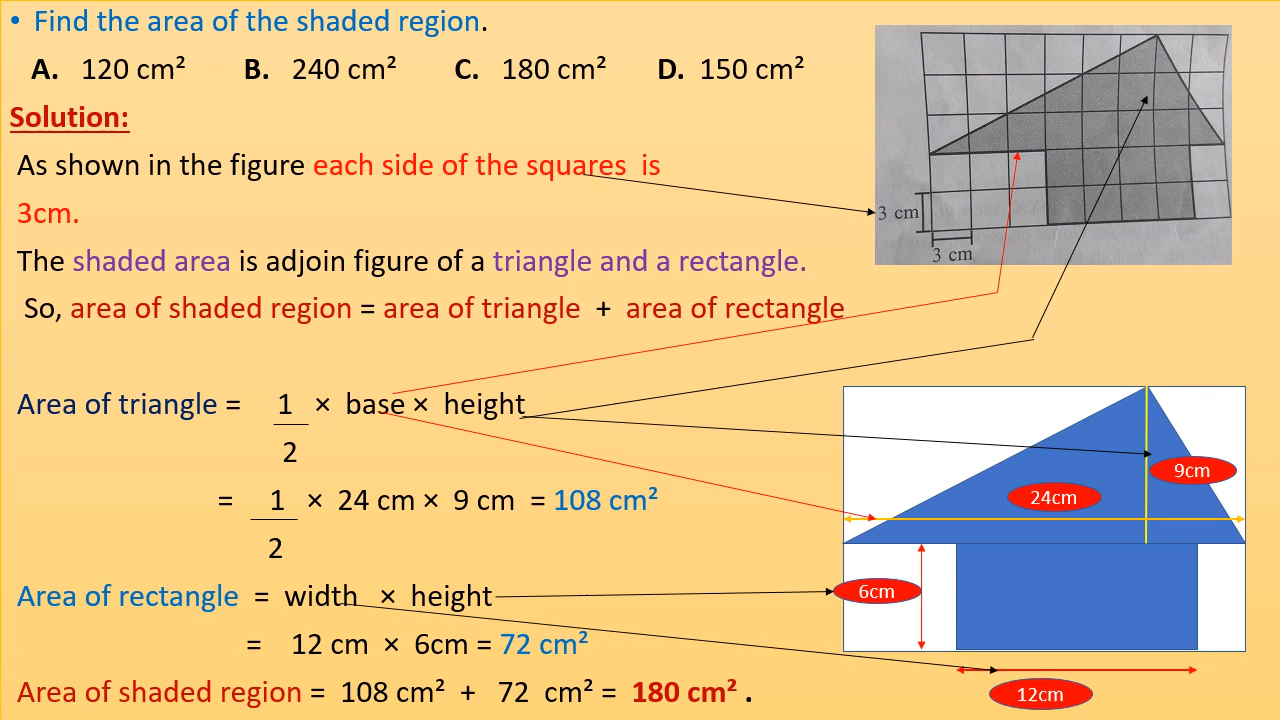 • Find the area of the shaded region.
A. 120 cm² B. 240 cm² C. 180 cm² D. 150 cm²
Solution:
As shown in the figure each side of the squares is
3cm.
3 cm
3 cm
The shaded area is adjoin figure of a triangle and a rectangle.
So, area of shaded region = area of triangle + area of rectangle
Area of triangle = 1 × base × height
2
= 1 × 24 cm × 9 cm = 108 cm²
2
9cm
24cm
Area of rectangle = width × height
6cm
= 12 cm × 6cm = 72 cm²
Area of shaded region = 108 cm² + 72 cm² = 180 cm² .
12cm